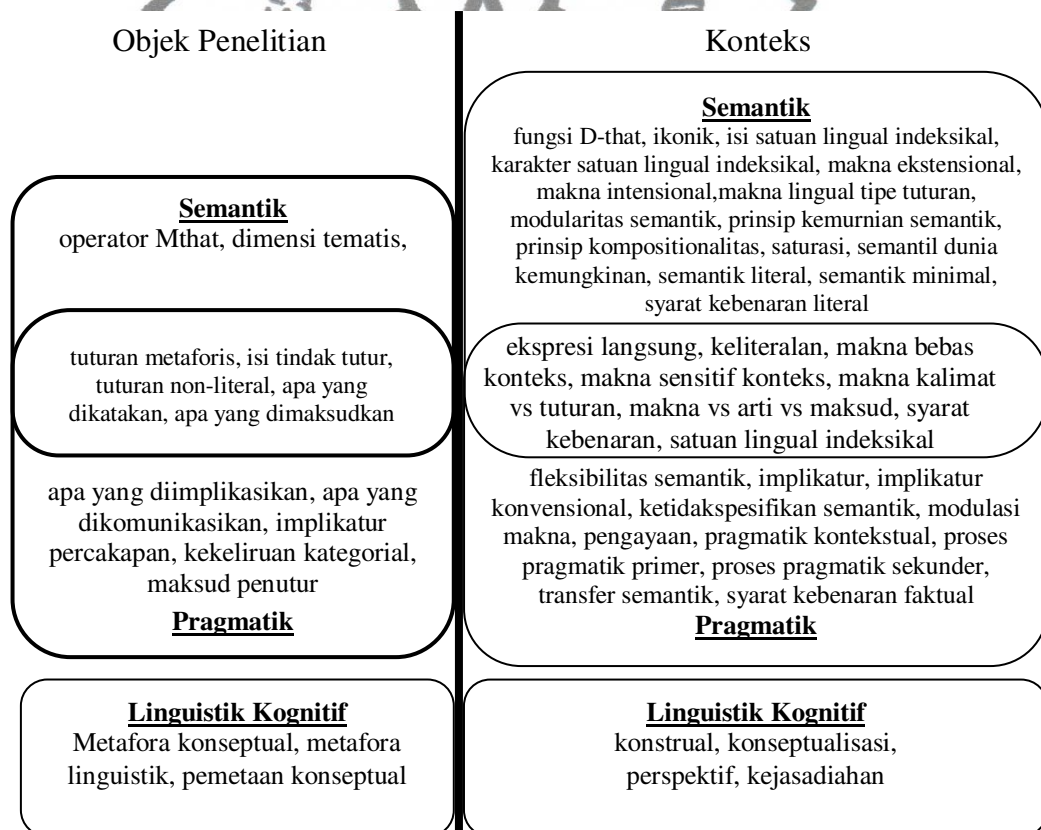 Objek Penelitian
Semantik
operator Mthat, dimensi tematis,
tuturan metaforis, isi tindak tutur,
tuturan non-literal, apa yang
dikatakan, apa yang dimaksudkan
apa yang diimplikasikan, apa yang
dikomunikasikan, implikatur
percakapan, kekeliruan kategorial,
maksud penutur
Pragmatik
Linguistik Kognitif
Metafora konseptual, metafora
linguistik, pemetaan konseptual
Konteks
Semantik
fungsi D-that, ikonik, isi satuan lingual indeksikal,
karakter satuan lingual indeksikal, makna ekstensional,
makna intensional,makna lingual tipe tuturan,
modularitas semantik, prinsip kemurnian semantik,
prinsip kompositionalitas, saturasi, semantil dunia
kemungkinan, semantik literal, semantik minimal,
syarat kebenaran literal
ekspresi langsung, keliteralan, makna bebas
konteks, makna sensitif konteks, makna kalimat
vs tuturan, makna vs arti vs maksud, syarat
kebenaran, satuan lingual indeksikal
fleksibilitas semantik, implikatur, implikatur
konvensional, ketidakspesifikan semantik, modulasi
makna, pengayaan, pragmatik kontekstual, proses
pragmatik primer, proses pragmatik sekunder,
transfer semantik, syarat kebenaran faktual
Pragmatik
Linguistik Kognitif
konstrual, konseptualisasi,
perspektif, kejasadiahan